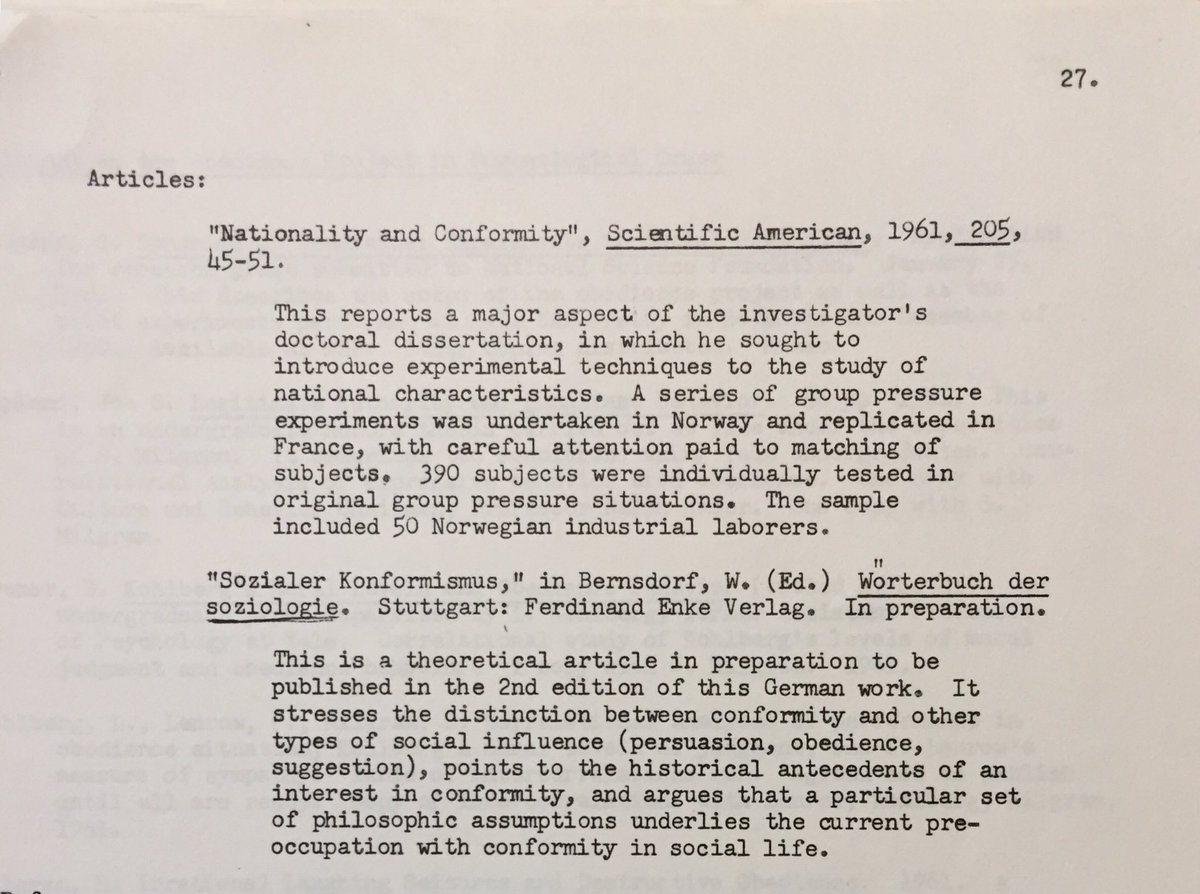 27.
Articles:
"Nationality and Conformity", Scientific American, 1961, 205,
45-51.
This reports a major aspect of the investigator's
doctoral dissertation, in which he sought to
introduce experimental techniques to the study of
national characteristics. A series of group pressure
experiments was undertaken in Norway and replicated in
France, with careful attention paid to matching of
subjects. 390 subjects were individually tested in
original group pressure situations. The sample
included 50 Norwegian industrial laborers.
"Sozialer Konformismus," in Bernsdorf, W. (Ed.) Wörterbuch der
soziologie. Stuttgart: Ferdinand Enke Verlag. In preparation.
This is a theoretical article in preparation to be
published in the 2nd edition of this German work. It
stresses the distinction between conformity and other
types of social influence (persuasion, obedience,
suggestion), points to the historical antecedents of an
interest in conformity, and argues that a particular set
of philosophic assumptions underlies the current pre-
occupation with conformity in social life.